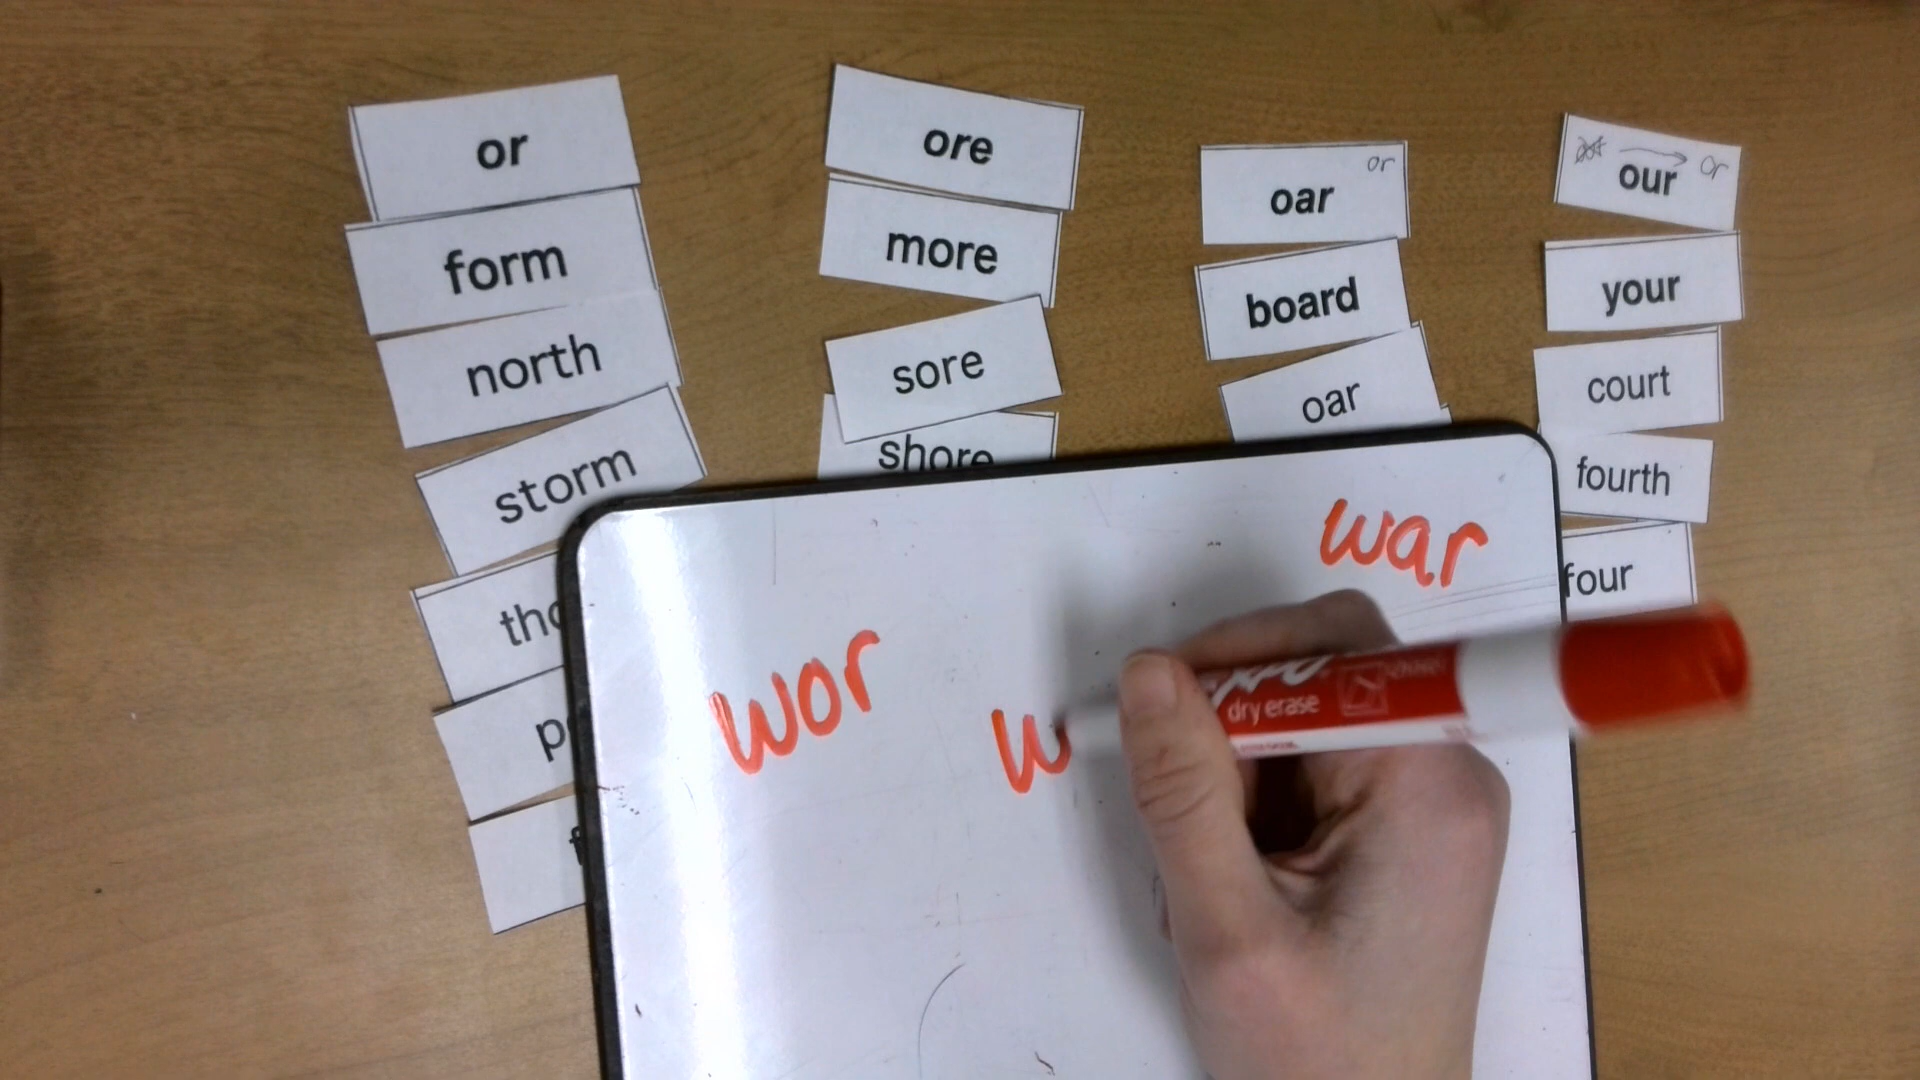 or
form
north
storm
ore
more
sore
shore
or
oar
board
oar
or
our
your
court
fourth
four
war
wor
w
dry erase